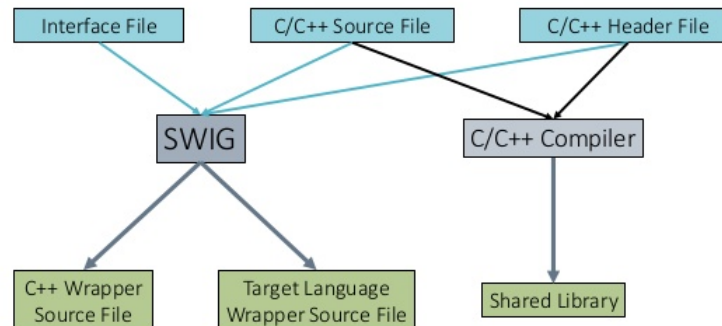 Interface File
C/C++ Source File
C/C++ Header File
SWIG
C/C++ Compiler
C++ Wrapper
Source File
Target Language
Wrapper Source File
Shared Library